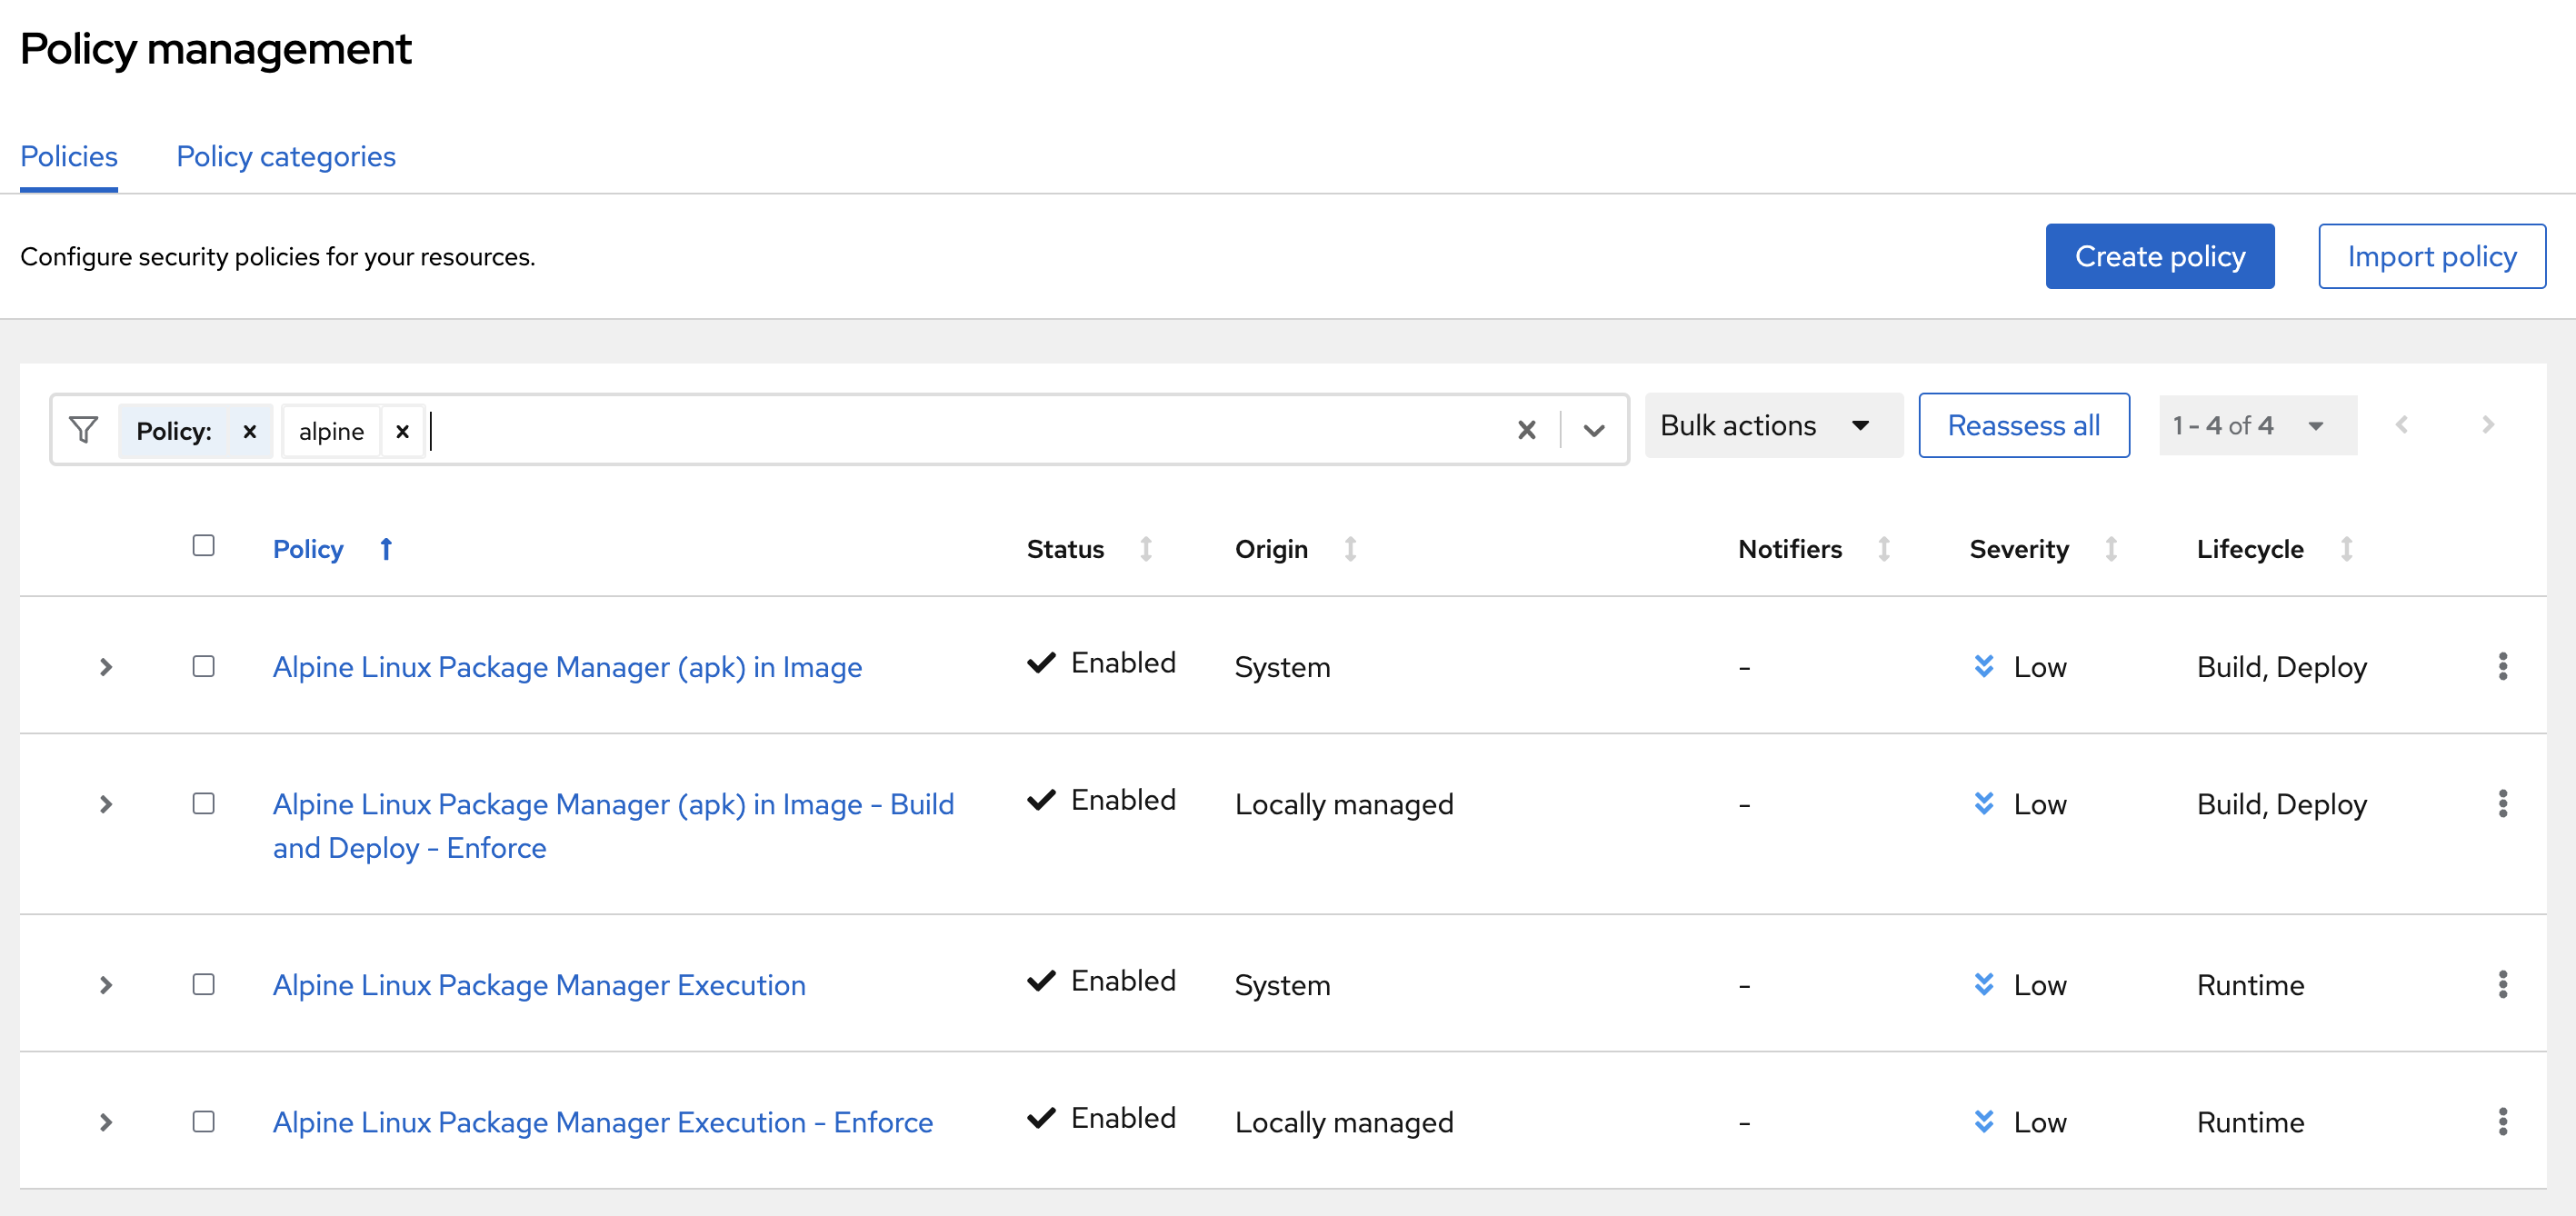 Policy management
Policies Policy categories
Configure security policies for your resources. Create policy Import policy
Policy: alpine Bulk actions Reassess all 1 - 4 of 4
Policy Status Origin Notifiers Severity Lifecycle
Alpine Linux Package Manager (apk) in Image Enabled System - Low Build, Deploy
Alpine Linux Package Manager (apk) in Image - Build Enabled Locally managed - Low Build, Deploy
and Deploy - Enforce
Alpine Linux Package Manager Execution Enabled System - Low Runtime
Alpine Linux Package Manager Execution - Enforce Enabled Locally managed - Low Runtime